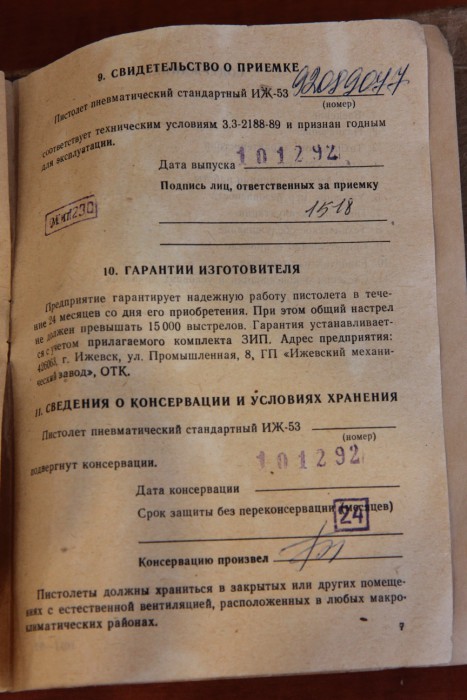 9. СВИДЕТЕЛЬСТВО О ПРИЕМКЕ
Пистолет пневматический стандартный ИЖ-53 92089077
(номер)
соответствует техническим условиям 3.3-2188-89 и признан годным
для эксплуатации.
Дата выпуска 101292
Подпись лиц, ответственных за приемку
1518
230
10. ГАРАНТИИ ИЗГОТОВИТЕЛЯ
Предприятие гарантирует надежную работу пистолета в тече-
ние 24 месяцев со дня его приобретения. При этом общий настрел
не должен превышать 15 000 выстрелов. Гарантия устанавливает-
ся с учетом прилагаемого комплекта ЗИП. Адрес предприятия:
426063, г. Ижевск, ул. Промышленная, 8, ГП «Ижевский механи-
ческий завод», ОТК.
11. СВЕДЕНИЯ О КОНСЕРВАЦИИ И УСЛОВИЯХ ХРАНЕНИЯ
Пистолет пневматический стандартный ИЖ-53
(номер)
подвергнут консервации.
101292
Дата консервации
Срок защиты без переконсервации (месяцев)
24
Консервацию произвел
Пистолеты должны храниться в закрытых или других помеще-
ниях с естественной вентиляцией, расположенных в любых макро-
климатических районах.
7